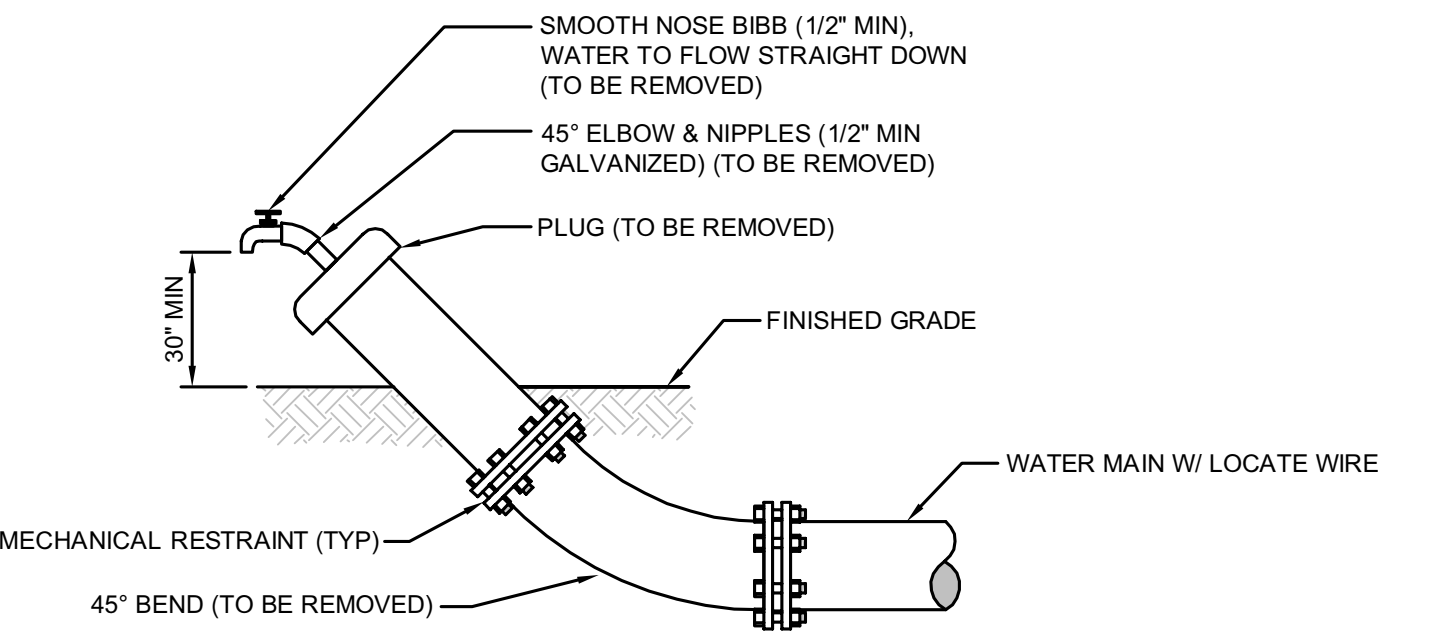 SMOOTH NOSE BIBB (1/2" MIN),
WATER TO FLOW STRAIGHT DOWN
(TO BE REMOVED)
45° ELBOW & NIPPLES (1/2" MIN
GALVANIZED) (TO BE REMOVED)
PLUG (TO BE REMOVED)
30" MIN
FINISHED GRADE
WATER MAIN W/ LOCATE WIRE
MECHANICAL RESTRAINT (TYP)
45° BEND (TO BE REMOVED)